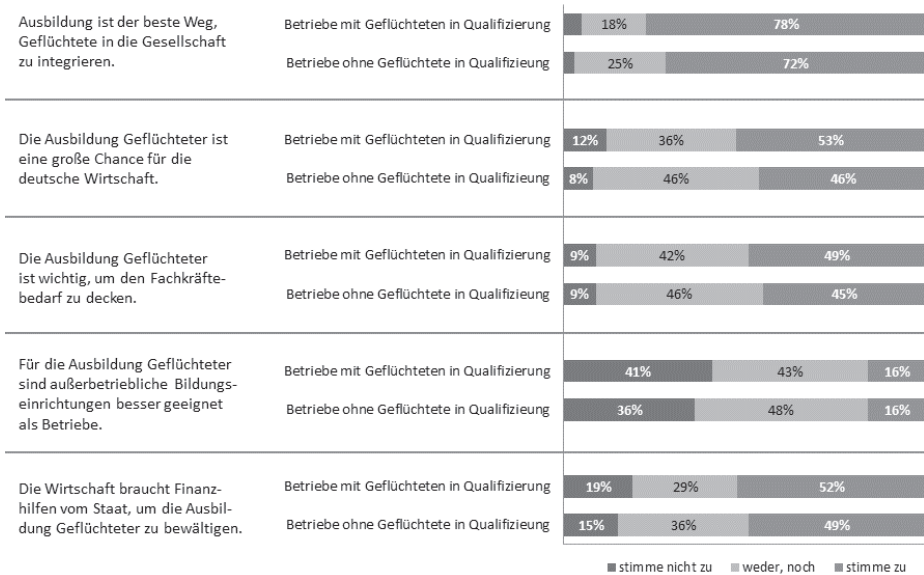 Ausbildung ist der beste Weg,
Geflüchtete in die Gesellschaft
zu integrieren.
Betriebe mit Geflüchteten in Qualifizierung
18%
78%
Betriebe ohne Geflüchtete in Qualifizierung
25%
72%
Die Ausbildung Geflüchteter ist
eine große Chance für die
deutsche Wirtschaft.
Betriebe mit Geflüchteten in Qualifizierung
12%
36%
53%
Betriebe ohne Geflüchtete in Qualifizierung
8%
46%
46%
Die Ausbildung Geflüchteter
ist wichtig, um den Fachkräfte-
bedarf zu decken.
Betriebe mit Geflüchteten in Qualifizierung
9%
42%
49%
Betriebe ohne Geflüchtete in Qualifizierung
9%
46%
45%
Für die Ausbildung Geflüchteter
sind außerbetriebliche Bildungs-
einrichtungen besser geeignet
als Betriebe.
Betriebe mit Geflüchteten in Qualifizierung
41%
43%
16%
Betriebe ohne Geflüchtete in Qualifizierung
36%
48%
16%
Die Wirtschaft braucht Finanz-
hilfen vom Staat, um die Ausbil-
dung Geflüchteter zu bewältigen.
Betriebe mit Geflüchteten in Qualifizierung
19%
29%
52%
Betriebe ohne Geflüchtete in Qualifizierung
15%
36%
49%
stimme nicht zu
weder, noch
stimme zu